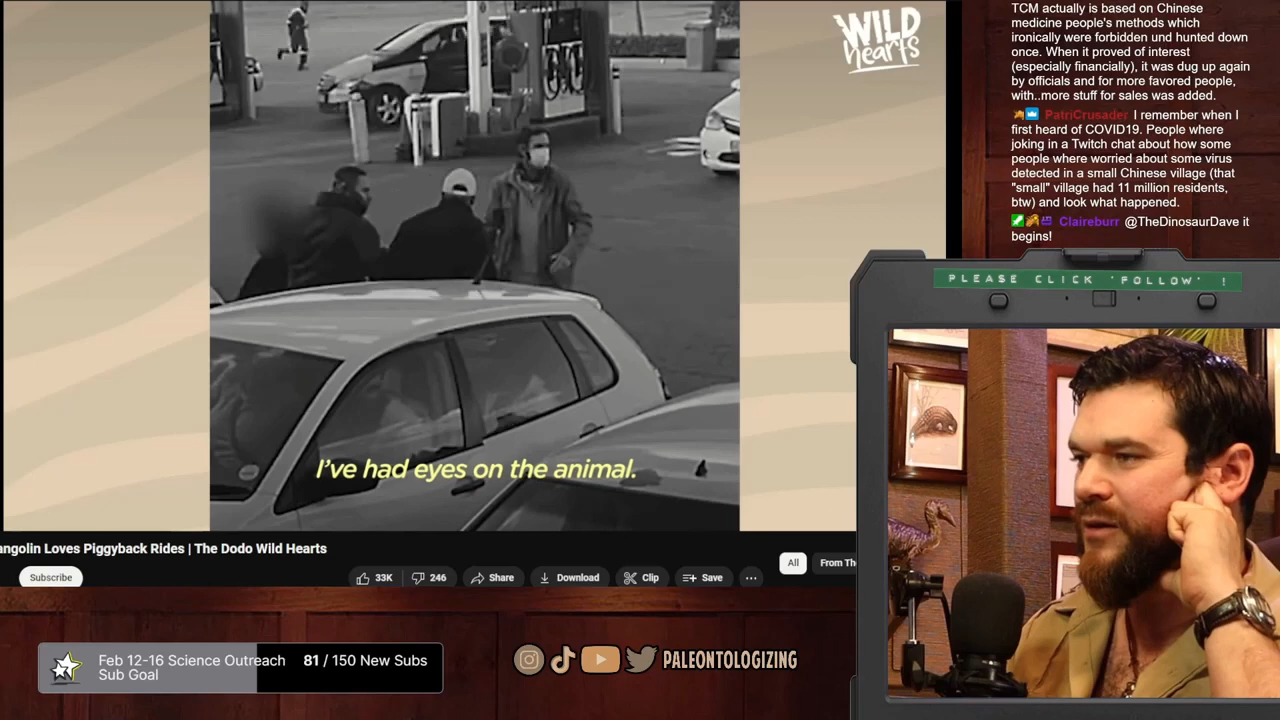 WILD
hearts
I've had eyes on the animal.
angolin Loves Piggyback Rides | The Dodo Wild Hearts
Subscribe
33K
246
Share
Download
Clip
Save
...
All
From Th
TCM actually is based on Chinese
medicine people's methods which
ironically were forbidden und hunted down
once. When it proved of interest
(especially financially), it was dug up again
by officials and for more favored people,
with..more stuff for sales was added.
PatriCrusader I remember when I
first heard of COVID19. People where
joking in a Twitch chat about how some
people where worried about some virus
detected in a small Chinese village (that
"small" village had 11 million residents,
btw) and look what happened.
Claireburr @TheDinosaurDave it
begins!
PLEASE CLICK 'FOLLOW' !
Feb 12-16 Science Outreach
Sub Goal
81 / 150 New Subs
PALEONTOLOGIZING